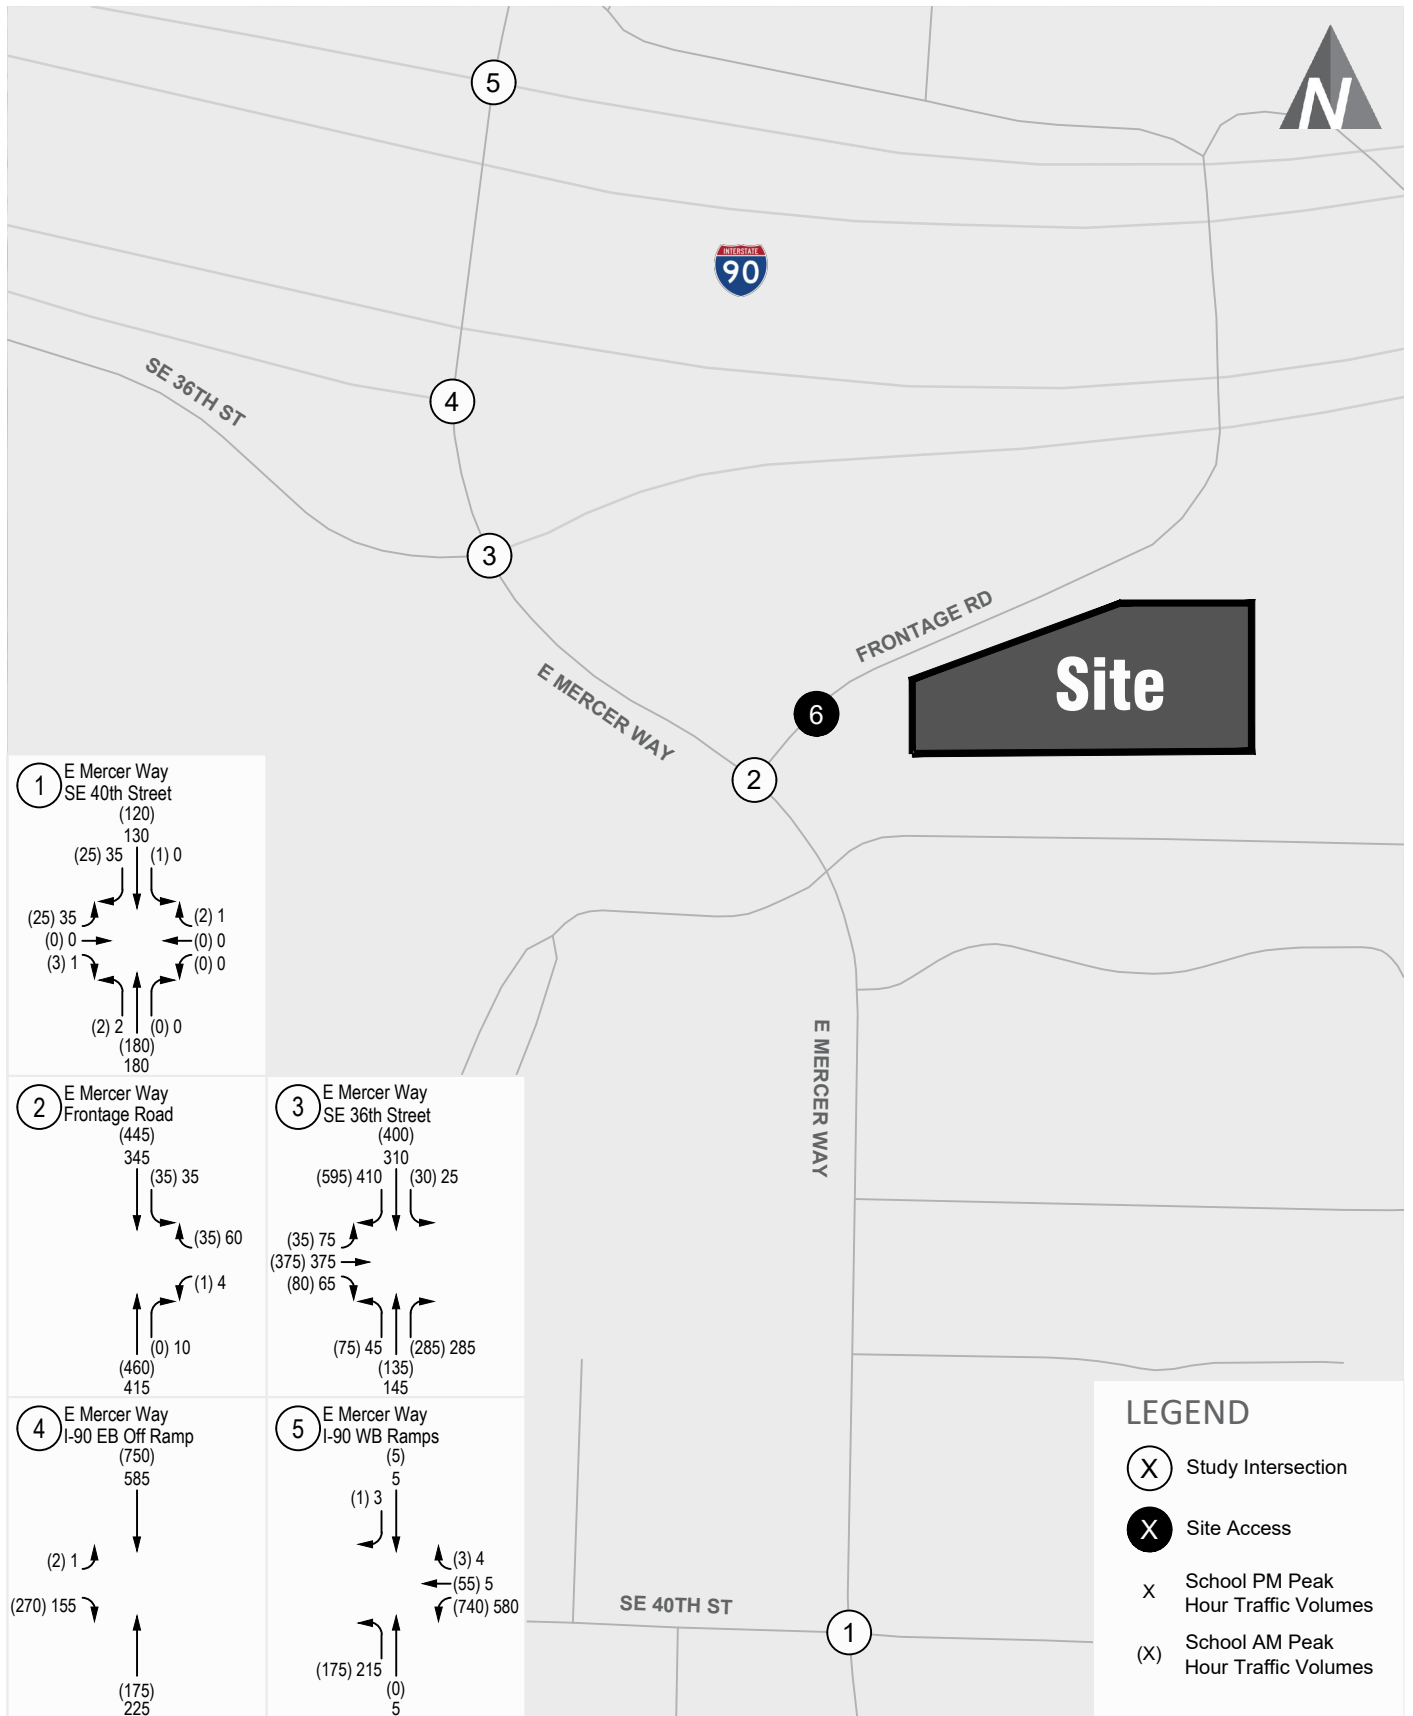 5
N
INTERSTATE
90
SE 36TH ST
4
3
FRONTAGE RD
Site
E MERCER WAY
6
2
1
E Mercer Way
SE 40th Street
(120)
130
(25) 35
(1) 0
(25) 35
(2) 1
(0) 0
(0) 0
(3) 1
(0) 0
(2) 2
(0) 0
(180)
180
E MERCER WAY
2
E Mercer Way
Frontage Road
(445)
345
(35) 35
(35) 60
(1) 4
(0) 10
(460)
415
3
E Mercer Way
SE 36th Street
(400)
310
(595) 410
(30) 25
(35) 75
(375) 375
(80) 65
(75) 45
(285) 285
(135)
145
4
E Mercer Way
I-90 EB Off Ramp
(750)
585
(2) 1
(270) 155
(175)
225
5
E Mercer Way
I-90 WB Ramps
(5)
5
(1) 3
(3) 4
(55) 5
(740) 580
(175) 215
(0)
5
SE 40TH ST
1
LEGEND
X Study Intersection
X Site Access
X School PM Peak
Hour Traffic Volumes
(X) School AM Peak
Hour Traffic Volumes